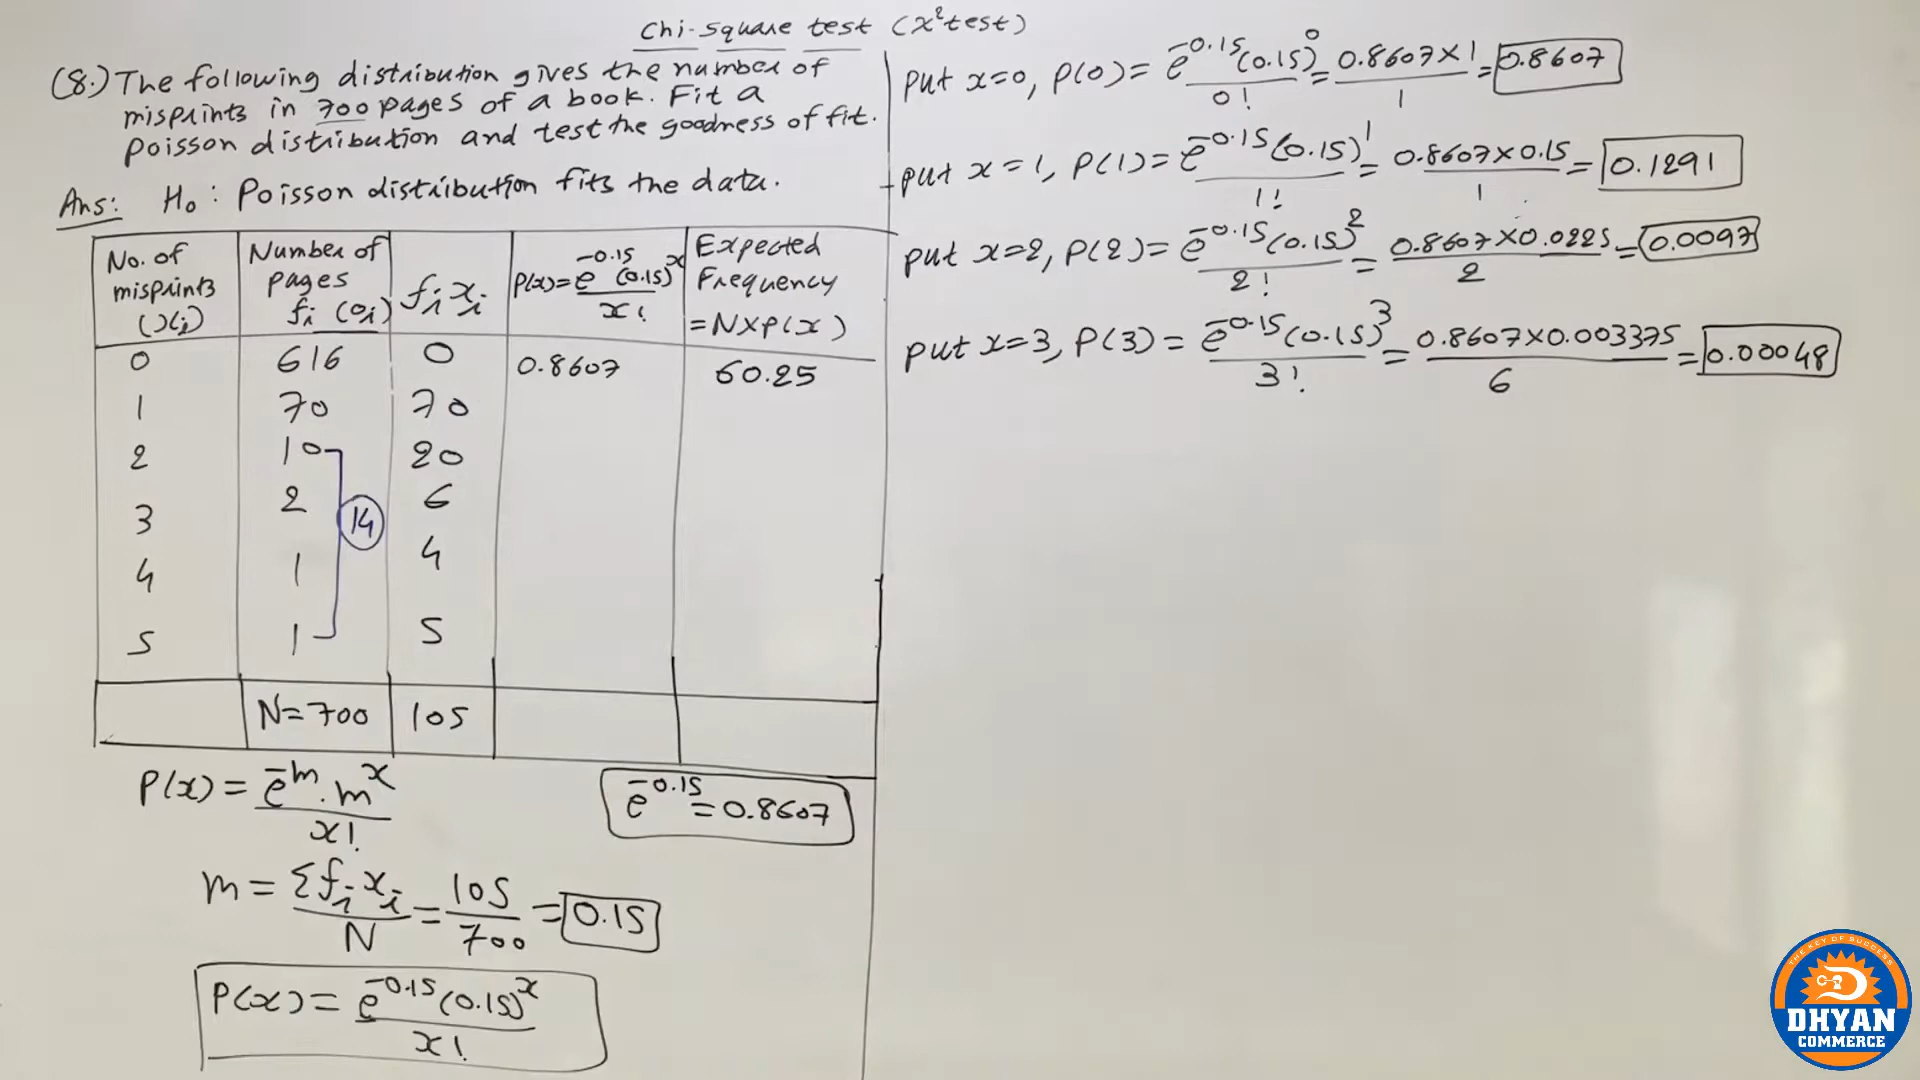 Chi-square test (x² test)
(8.) The following distribution gives the number of
misprints in 700 pages of a book. Fit a
poisson distribution and test the goodness of fit.
Ans: H₀ : Poisson distribution fits the data.
No. of misprints (xᵢ) | Number of pages fᵢ (Oᵢ) | fᵢxᵢ | P(x) = e^-0.15 (0.15)^x / x! | Expected Frequency = N×P(x)
0 | 616 | 0 | 0.8607 | 60.25
1 | 70 | 70
2 | 10 | 20
3 | 2 | 6
14
4 | 1 | 4
5 | 1 | 5
N=700 | 105
P(x) = e^-m . m^x / x!
e^-0.15 = 0.8607
m = Σfᵢxᵢ / N = 105 / 700 = 0.15
P(x) = e^-0.15 (0.15)^x / x!
put x=0, P(0) = e^-0.15 (0.15)^0 / 0! = 0.8607×1 / 1 = 0.8607
put x=1, P(1) = e^-0.15 (0.15)^1 / 1! = 0.8607×0.15 / 1 = 0.1291
put x=2, P(2) = e^-0.15 (0.15)^2 / 2! = 0.8607×0.0225 / 2 = 0.0097
put x=3, P(3) = e^-0.15 (0.15)^3 / 3! = 0.8607×0.003375 / 6 = 0.00048
THE KEY OF SUCCESS
DHYAN
COMMERCE